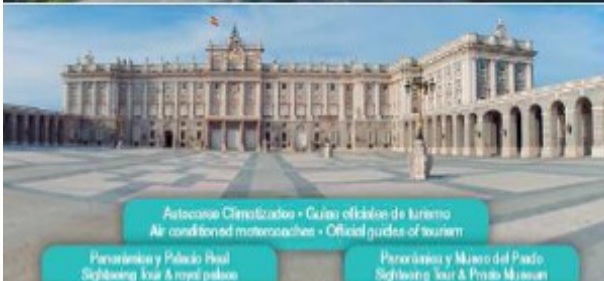 Autocares Climatizados • Guías oficiales de turismo
Air conditioned motorcoaches • Official guides of tourism
Panorámica y Palacio Real
Sightseeing Tour & royal palace
Panorámica y Museo del Prado
Sightseeing Tour & Prado Museum